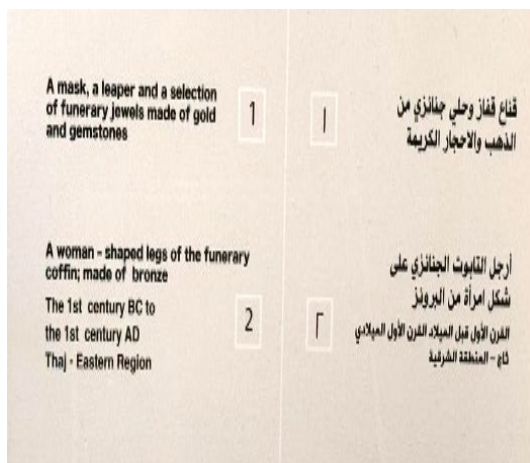 A mask, a leaper and a selection
of funerary jewels made of gold
and gemstones
1
١
قناع قفاز وحلي جنائزي من
الذهب والاحجار الكريمة
A woman - shaped legs of the funerary
coffin; made of bronze
The 1st century BC to
the 1st century AD
Thaj - Eastern Region
2
٢
أرجل التابوت الجنائزي على
شكل امرأة من البرونز
القرن الأول قبل الميلاد القرن الأول الميلادي
ثاج - المنطقة الشرقية